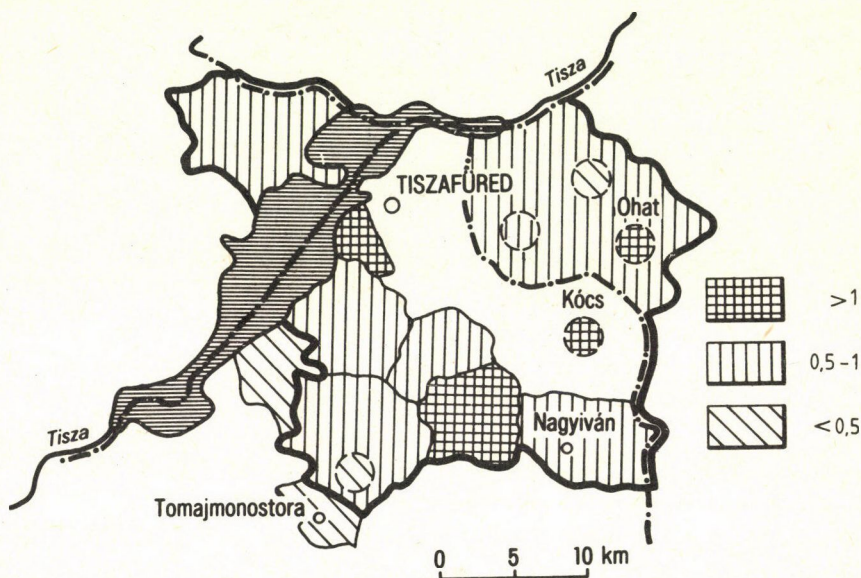 Tisza
TISZAFÜRED
Ohat
Kócs
>1
0,5-1
Nagyiván
<0,5
Tisza
Tomajmonostora
0 5 10 km